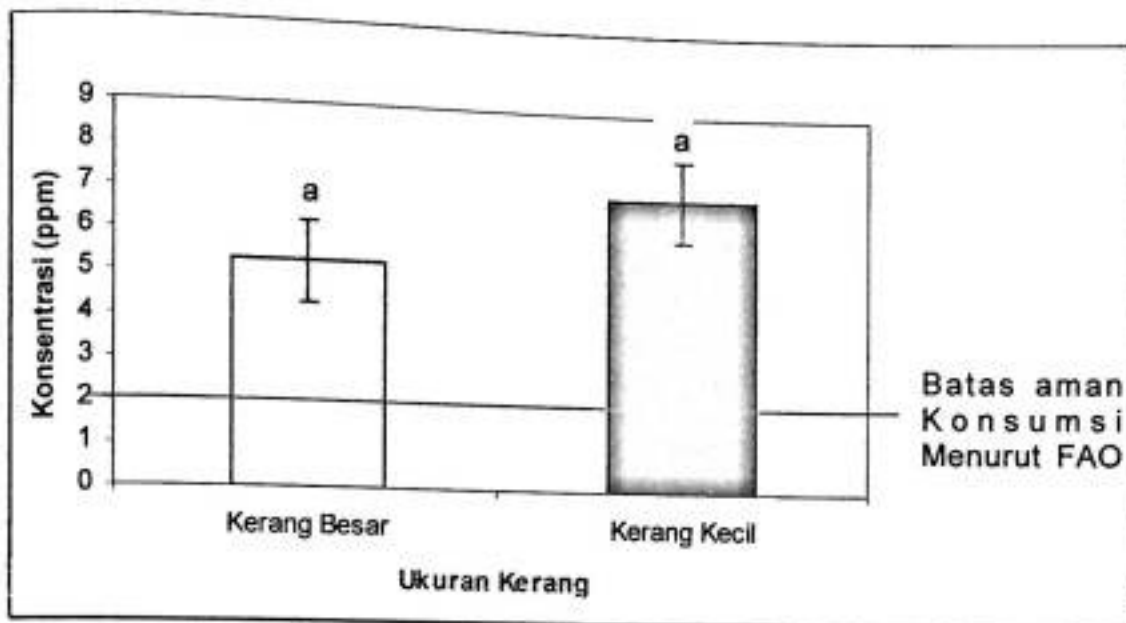 9
8
7
6
5
4
3
2
1
0
Konsentrasi (ppm)
a
a
Kerang Besar
Kerang Kecil
Ukuran Kerang
Batas aman
Konsumsi
Menurut FAO